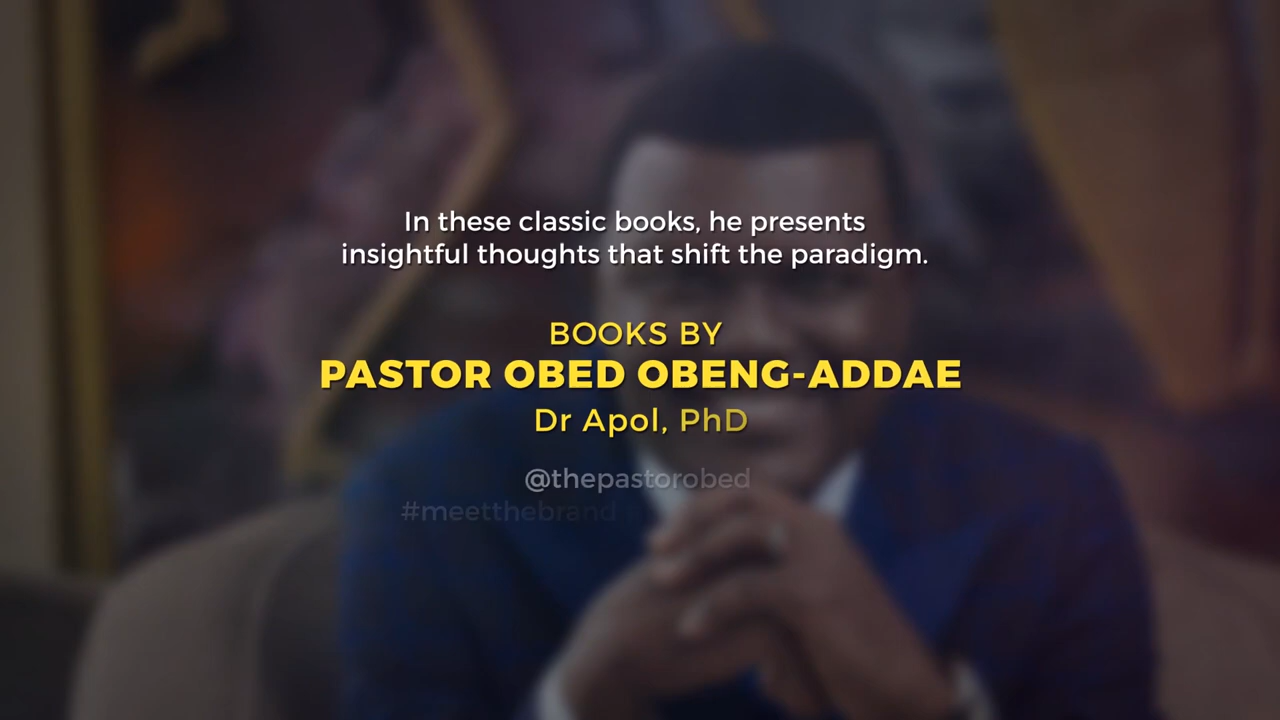 In these classic books, he presents
insightful thoughts that shift the paradigm.
BOOKS BY
PASTOR OBED OBENG-ADDAE
Dr Apol, PhD
@thepastorobed
#meetthebrand